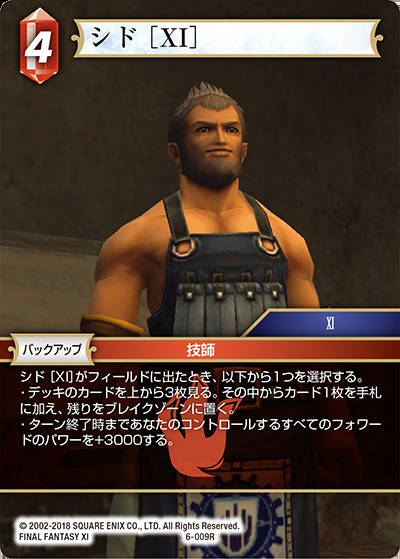 4
シド［XI］
XI
バックアップ
技師
シド［XI］がフィールドに出たとき、以下から1つを選択する。
・デッキのカードを上から3枚見る。その中からカード1枚を手札
に加え、残りをブレイクゾーンに置く。
・ターン終了時まであなたのコントロールするすべてのフォワー
ドのパワーを+3000する。
© 2002-2018 SQUARE ENIX CO., LTD. All Rights Reserved.
FINAL FANTASY XI
6-009R